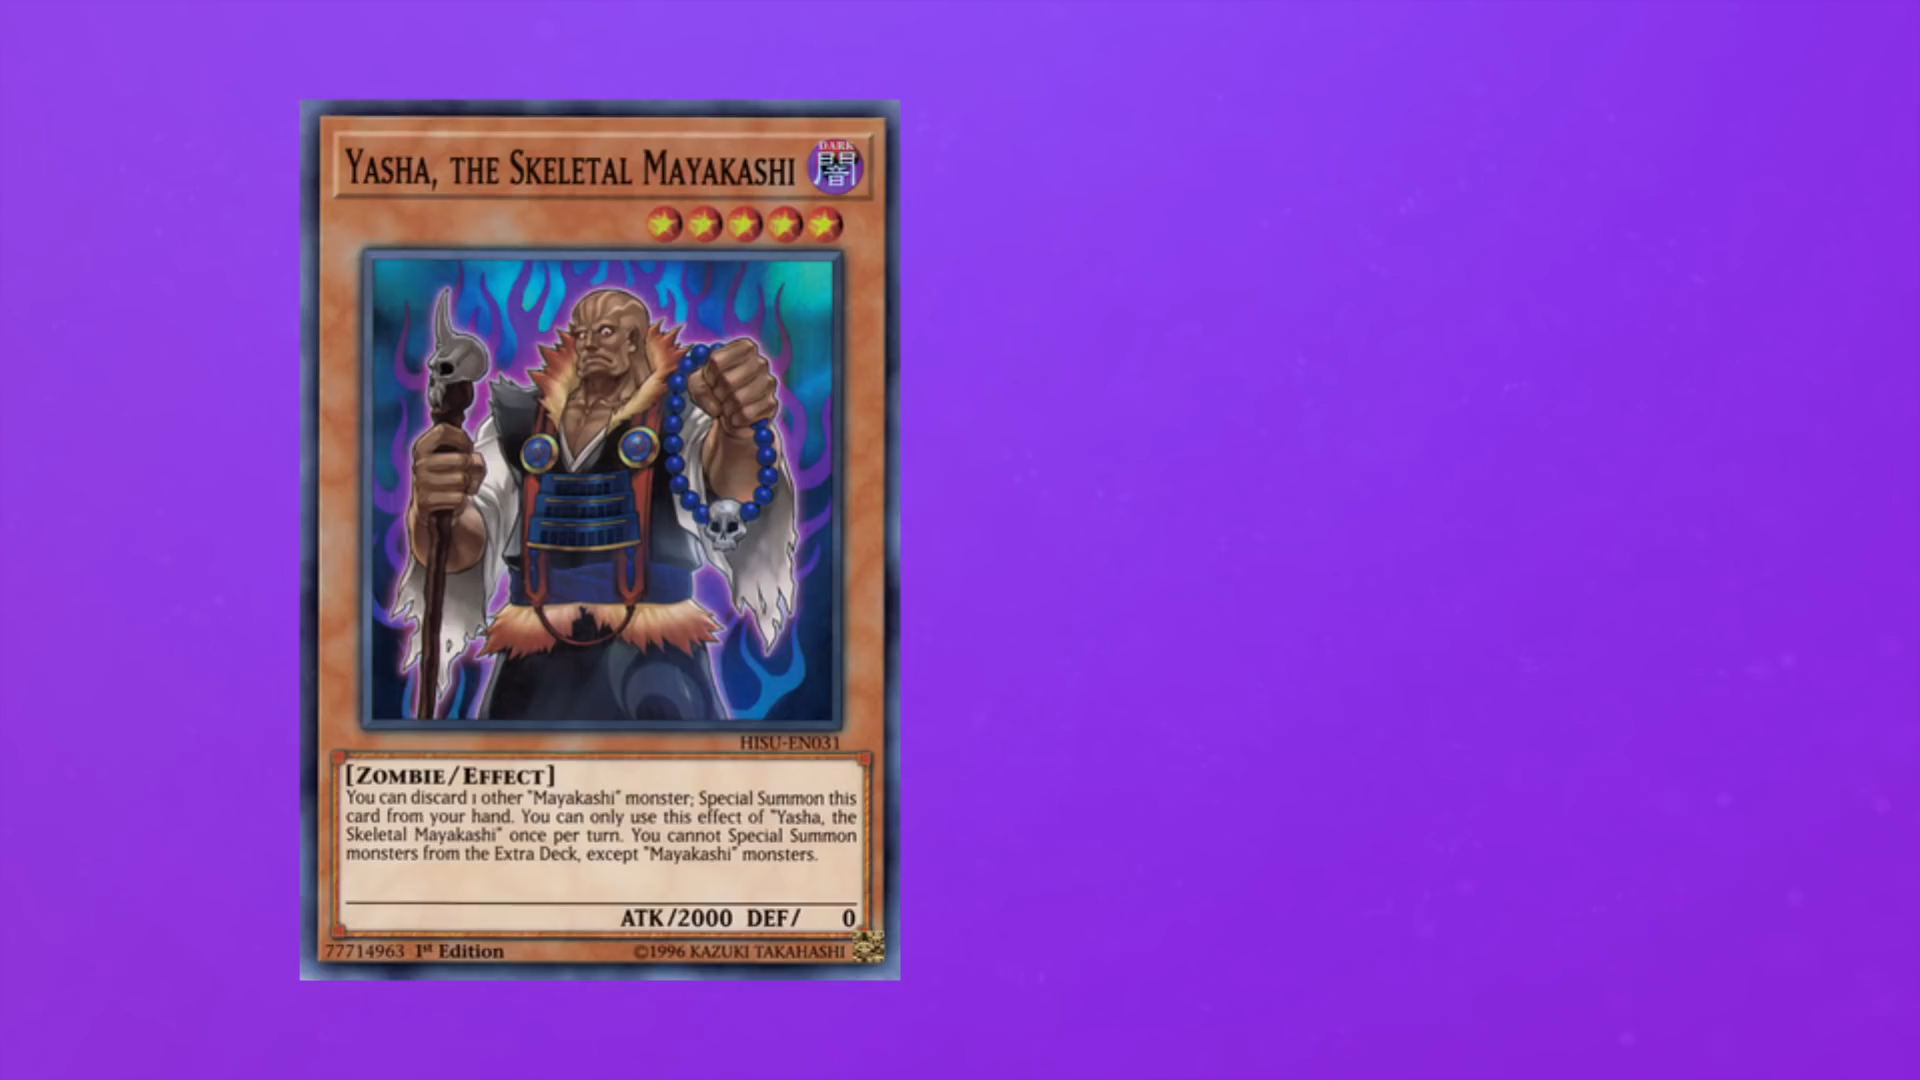 YASHA, THE SKELETAL MAYAKASHI
DARK
闇
HISU-EN031
[ZOMBIE/EFFECT]
You can discard 1 other "Mayakashi" monster; Special Summon this
card from your hand. You can only use this effect of "Yasha, the
Skeletal Mayakashi" once per turn. You cannot Special Summon
monsters from the Extra Deck, except "Mayakashi" monsters.
ATK/2000 DEF/ 0
77714963 1st Edition ©1996 KAZUKI TAKAHASHI